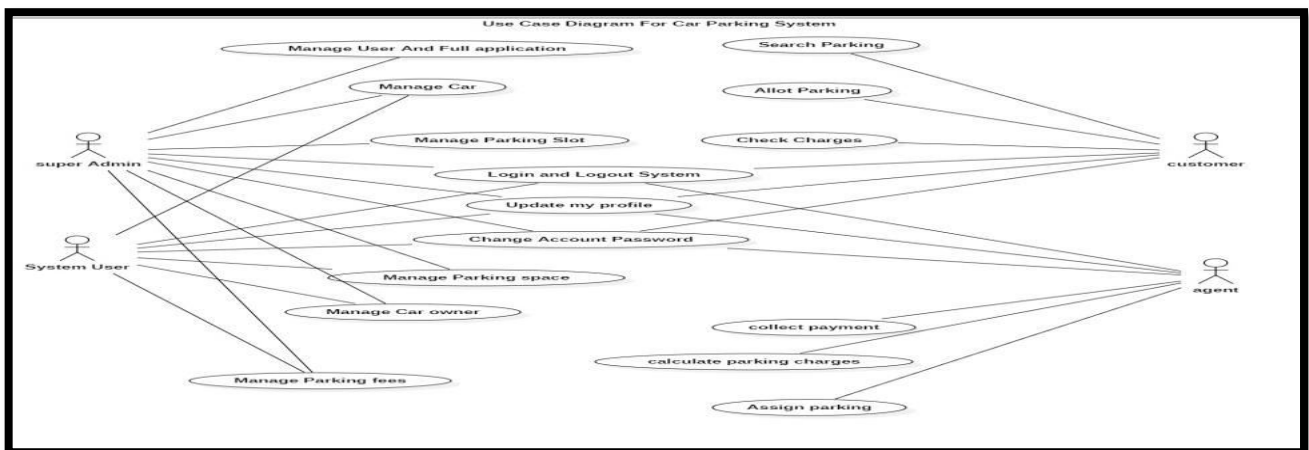 Use Case Diagram For Car Parking System
Manage User And Full application
Search Parking
Manage Car
Allot Parking
Manage Parking Slot
Check Charges
super Admin
customer
Login and Logout System
Update my profile
Change Account Password
System User
Manage Parking space
agent
Manage Car owner
collect payment
calculate parking charges
Manage Parking fees
Assign parking